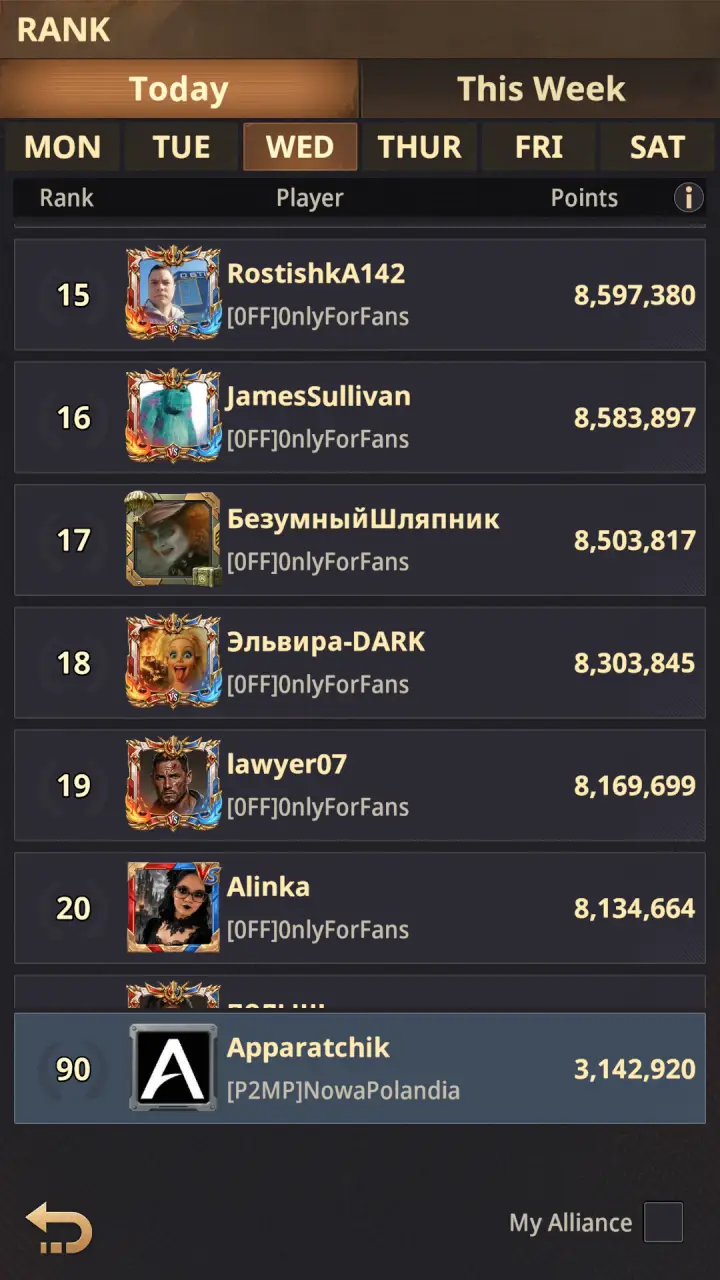 RANK
Today
This Week
MON
TUE
WED
THUR
FRI
SAT
Rank
Player
Points
15
RostishkA142
[0FF]0nlyForFans
8,597,380
16
JamesSullivan
[0FF]0nlyForFans
8,583,897
17
БезумныйШляпник
[0FF]0nlyForFans
8,503,817
18
Эльвира-DARK
[0FF]0nlyForFans
8,303,845
19
lawyer07
[0FF]0nlyForFans
8,169,699
20
Alinka
[0FF]0nlyForFans
8,134,664
90
Apparatchik
[P2MP]NowaPolandia
3,142,920
My Alliance